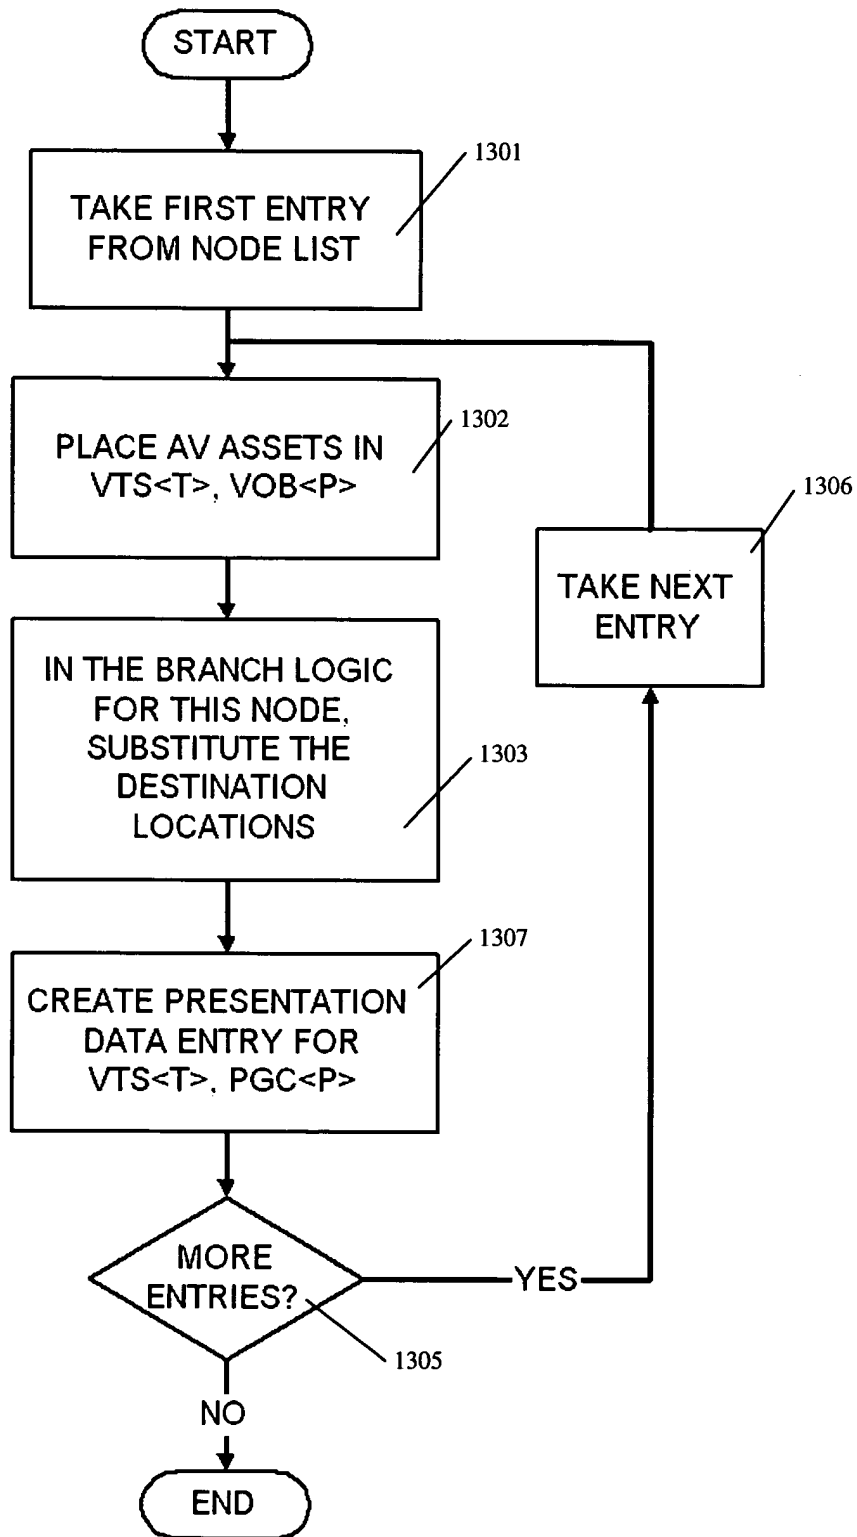 START
1301
TAKE FIRST ENTRY
FROM NODE LIST
1302
PLACE AV ASSETS IN
VTS<T>, VOB<P>
1306
TAKE NEXT
ENTRY
IN THE BRANCH LOGIC
FOR THIS NODE,
SUBSTITUTE THE
DESTINATION
LOCATIONS
1303
1307
CREATE PRESENTATION
DATA ENTRY FOR
VTS<T>, PGC<P>
MORE
ENTRIES?
YES
1305
NO
END